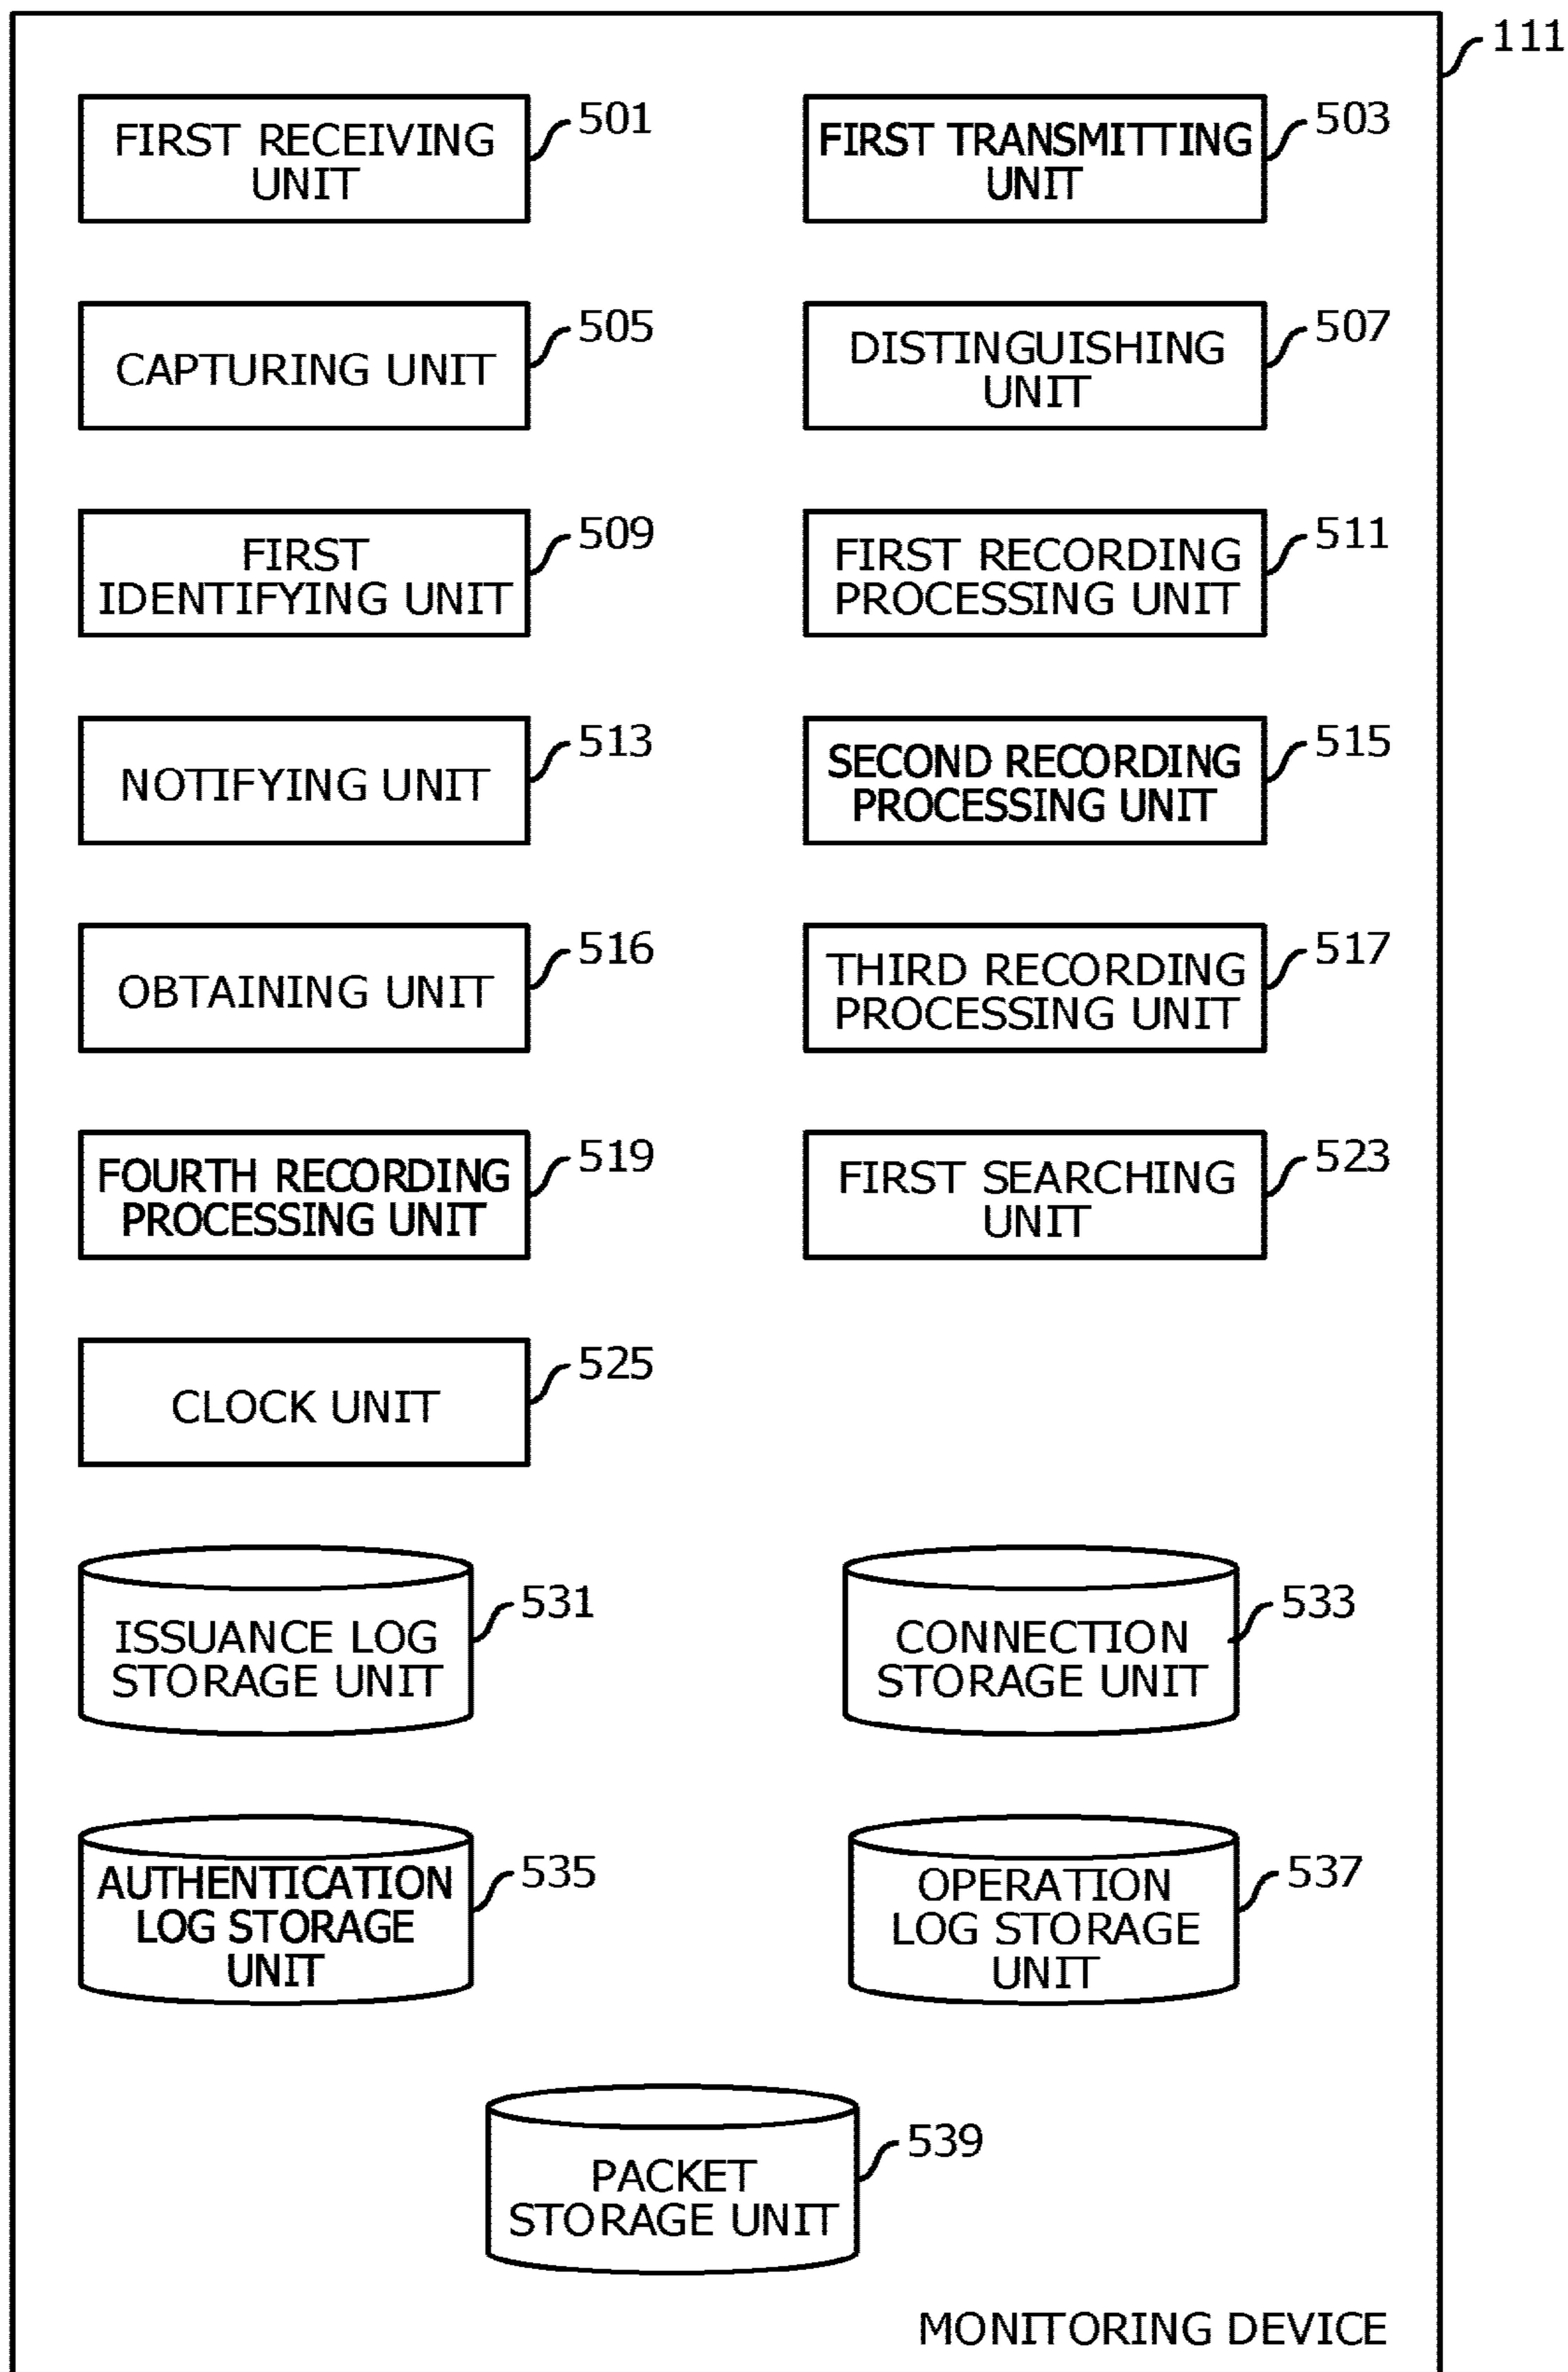 111
FIRST RECEIVING
UNIT
501
FIRST TRANSMITTING
UNIT
503
CAPTURING UNIT
505
DISTINGUISHING
UNIT
507
FIRST
IDENTIFYING UNIT
509
FIRST RECORDING
PROCESSING UNIT
511
NOTIFYING UNIT
513
SECOND RECORDING
PROCESSING UNIT
515
OBTAINING UNIT
516
THIRD RECORDING
PROCESSING UNIT
517
FOURTH RECORDING
PROCESSING UNIT
519
FIRST SEARCHING
UNIT
523
CLOCK UNIT
525
ISSUANCE LOG
STORAGE UNIT
531
CONNECTION
STORAGE UNIT
533
AUTHENTICATION
LOG STORAGE
UNIT
535
OPERATION
LOG STORAGE
UNIT
537
PACKET
STORAGE UNIT
539
MONITORING DEVICE